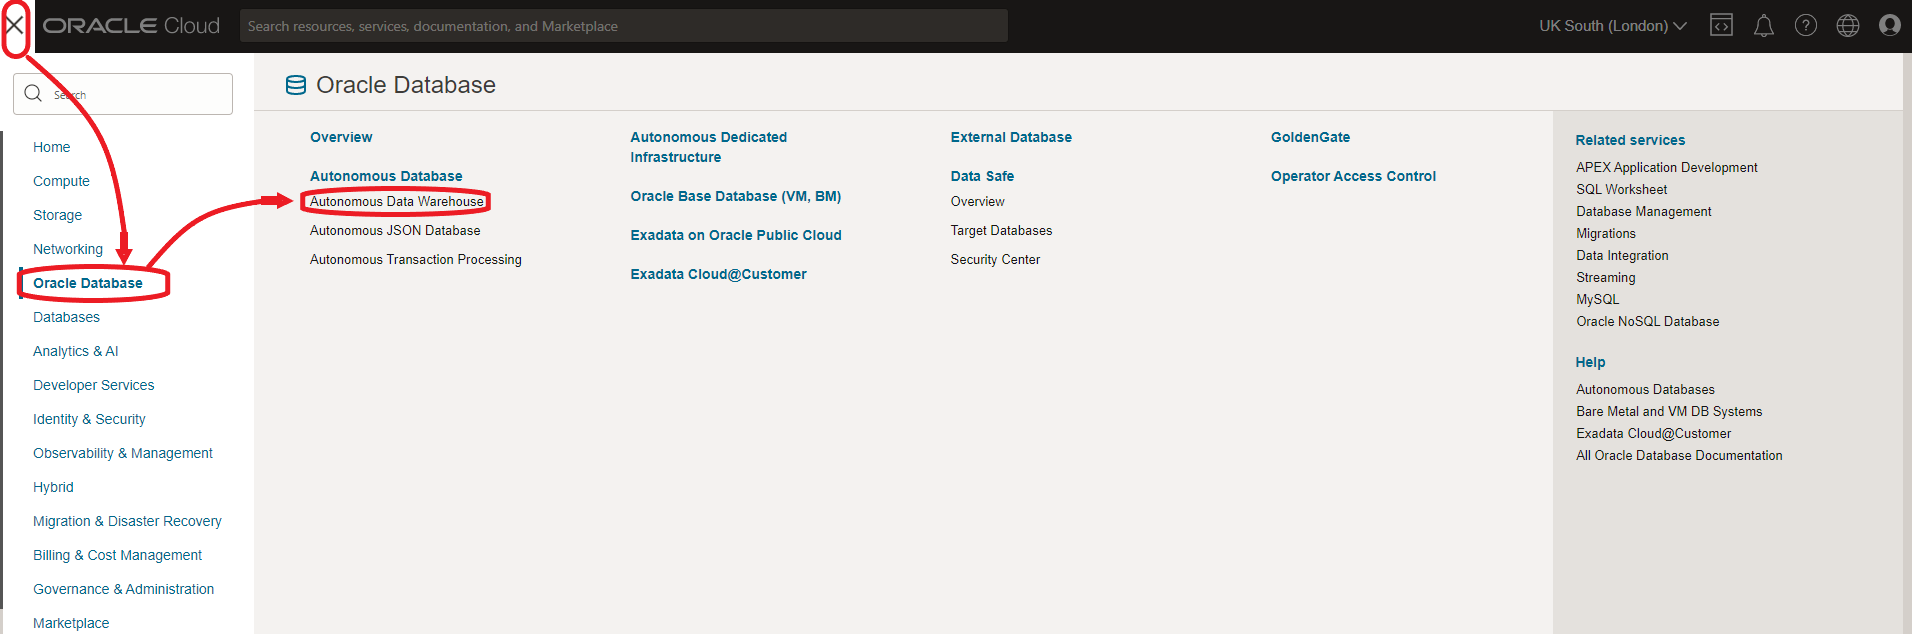 ORACLE Cloud
Search resources, services, documentation, and Marketplace
UK South (London)
Search
Home
Compute
Storage
Networking
Oracle Database
Databases
Analytics & AI
Developer Services
Identity & Security
Observability & Management
Hybrid
Migration & Disaster Recovery
Billing & Cost Management
Governance & Administration
Marketplace
Oracle Database
Overview
Autonomous Database
Autonomous Data Warehouse
Autonomous JSON Database
Autonomous Transaction Processing
Autonomous Dedicated
Infrastructure
Oracle Base Database (VM, BM)
Exadata on Oracle Public Cloud
Exadata Cloud@Customer
External Database
Data Safe
Overview
Target Databases
Security Center
GoldenGate
Operator Access Control
Related services
APEX Application Development
SQL Worksheet
Database Management
Migrations
Data Integration
Streaming
MySQL
Oracle NoSQL Database
Help
Autonomous Databases
Bare Metal and VM DB Systems
Exadata Cloud@Customer
All Oracle Database Documentation